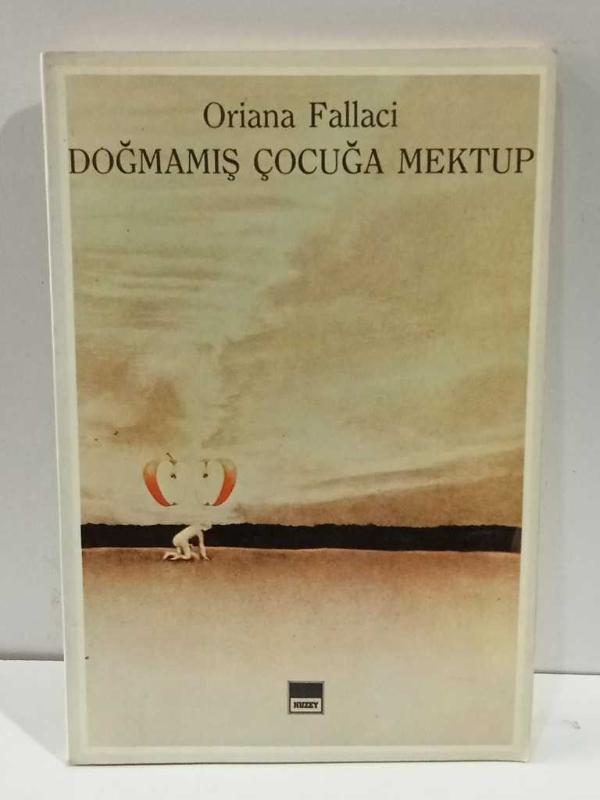 Oriana Fallaci
DOĞMAMIŞ ÇOCUĞA MEKTUP
KUZEY